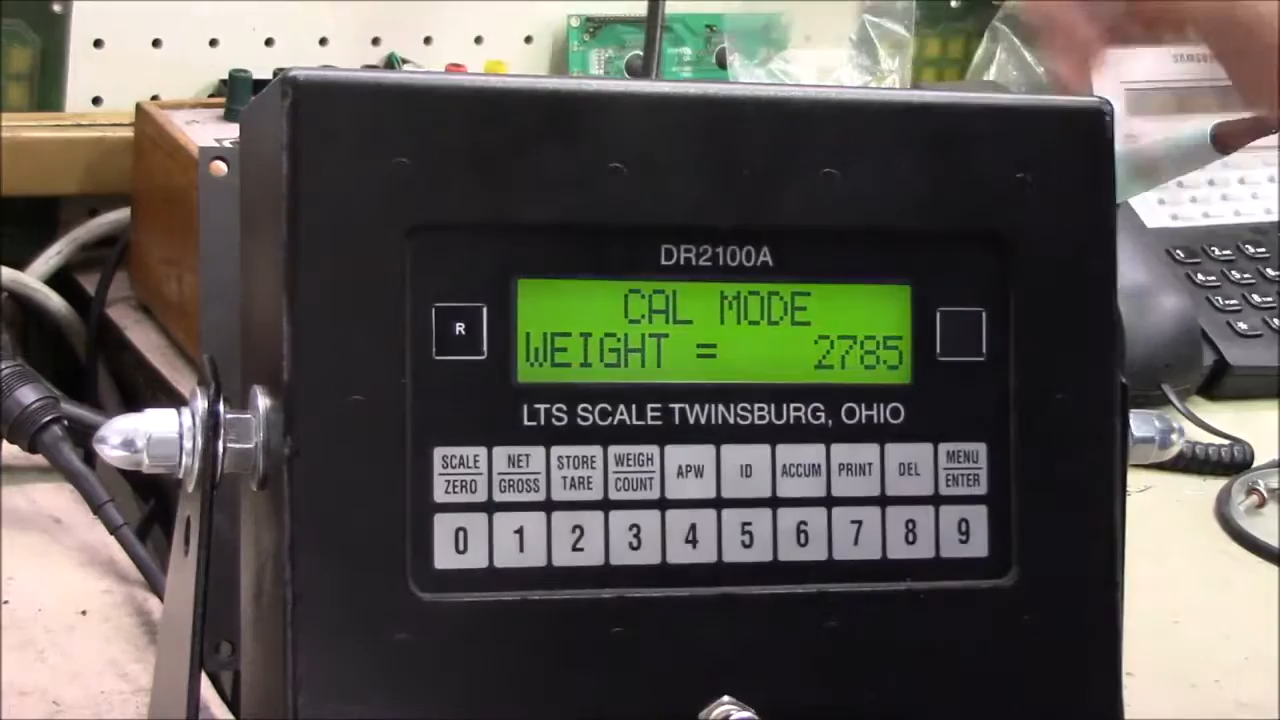 SAMSUNG
DR2100A
R
CAL MODE
WEIGHT = 2785
LTS SCALE TWINSBURG, OHIO
SCALE ZERO
NET GROSS
STORE TARE
WEIGH COUNT
APW
ID
ACCUM
PRINT
DEL
MENU ENTER
0 1 2 3 4 5 6 7 8 9